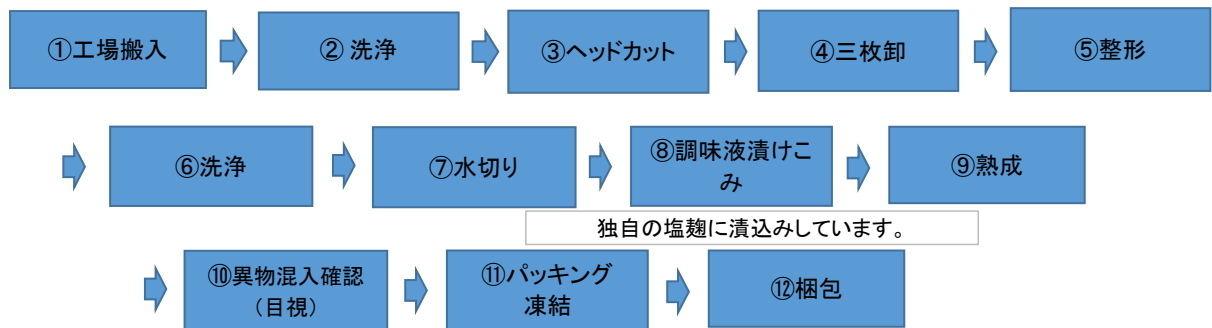 ①工場搬入
② 洗浄
③ヘッドカット
④三枚卸
⑤整形
⑥洗浄
⑦水切り
⑧調味液漬けこ
み
⑨熟成
独自の塩麹に漬込みしています。
⑩異物混入確認
（目視）
⑪パッキング
凍結
⑫梱包